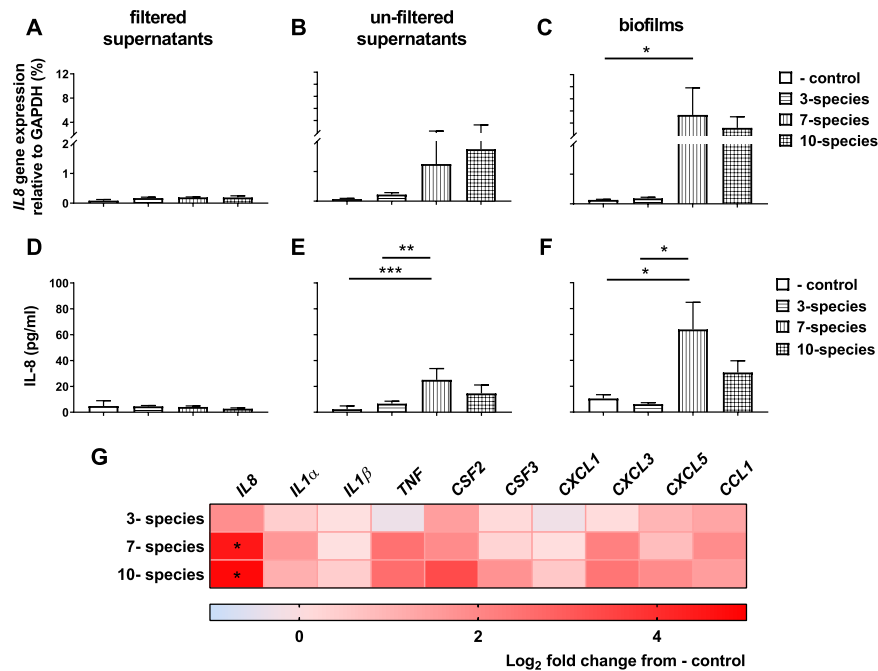 A
filtered
supernatants
B
un-filtered
supernatants
C
biofilms
IL8 gene expression
relative to GAPDH (%)
12
8
4
2
1
0
*
- control
3-species
7-species
10-species
D
E
F
IL-8 (pg/ml)
100
80
60
40
20
0
**
***
*
*
- control
3-species
7-species
10-species
G
IL8 IL1α IL1β TNF CSF2 CSF3 CXCL1 CXCL3 CXCL5 CCL1
3- species
7- species *
10- species *
0 2 4
Log2 fold change from - control